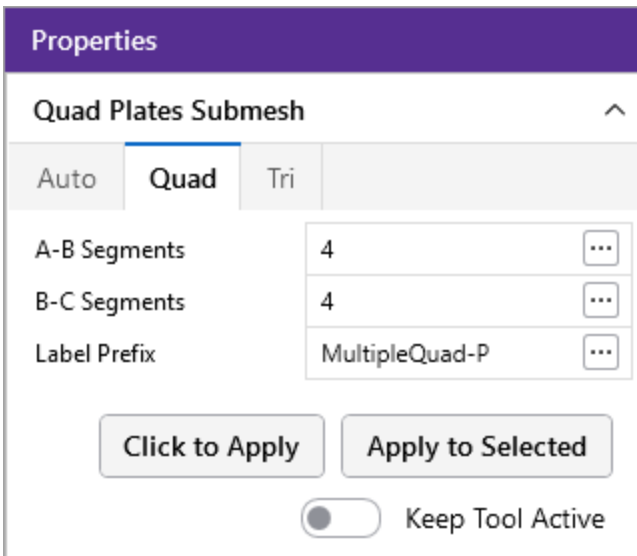 Properties
Quad Plates Submesh
Auto Quad Tri
A-B Segments 4 ...
B-C Segments 4 ...
Label Prefix MultipleQuad-P ...
Click to Apply Apply to Selected
Keep Tool Active